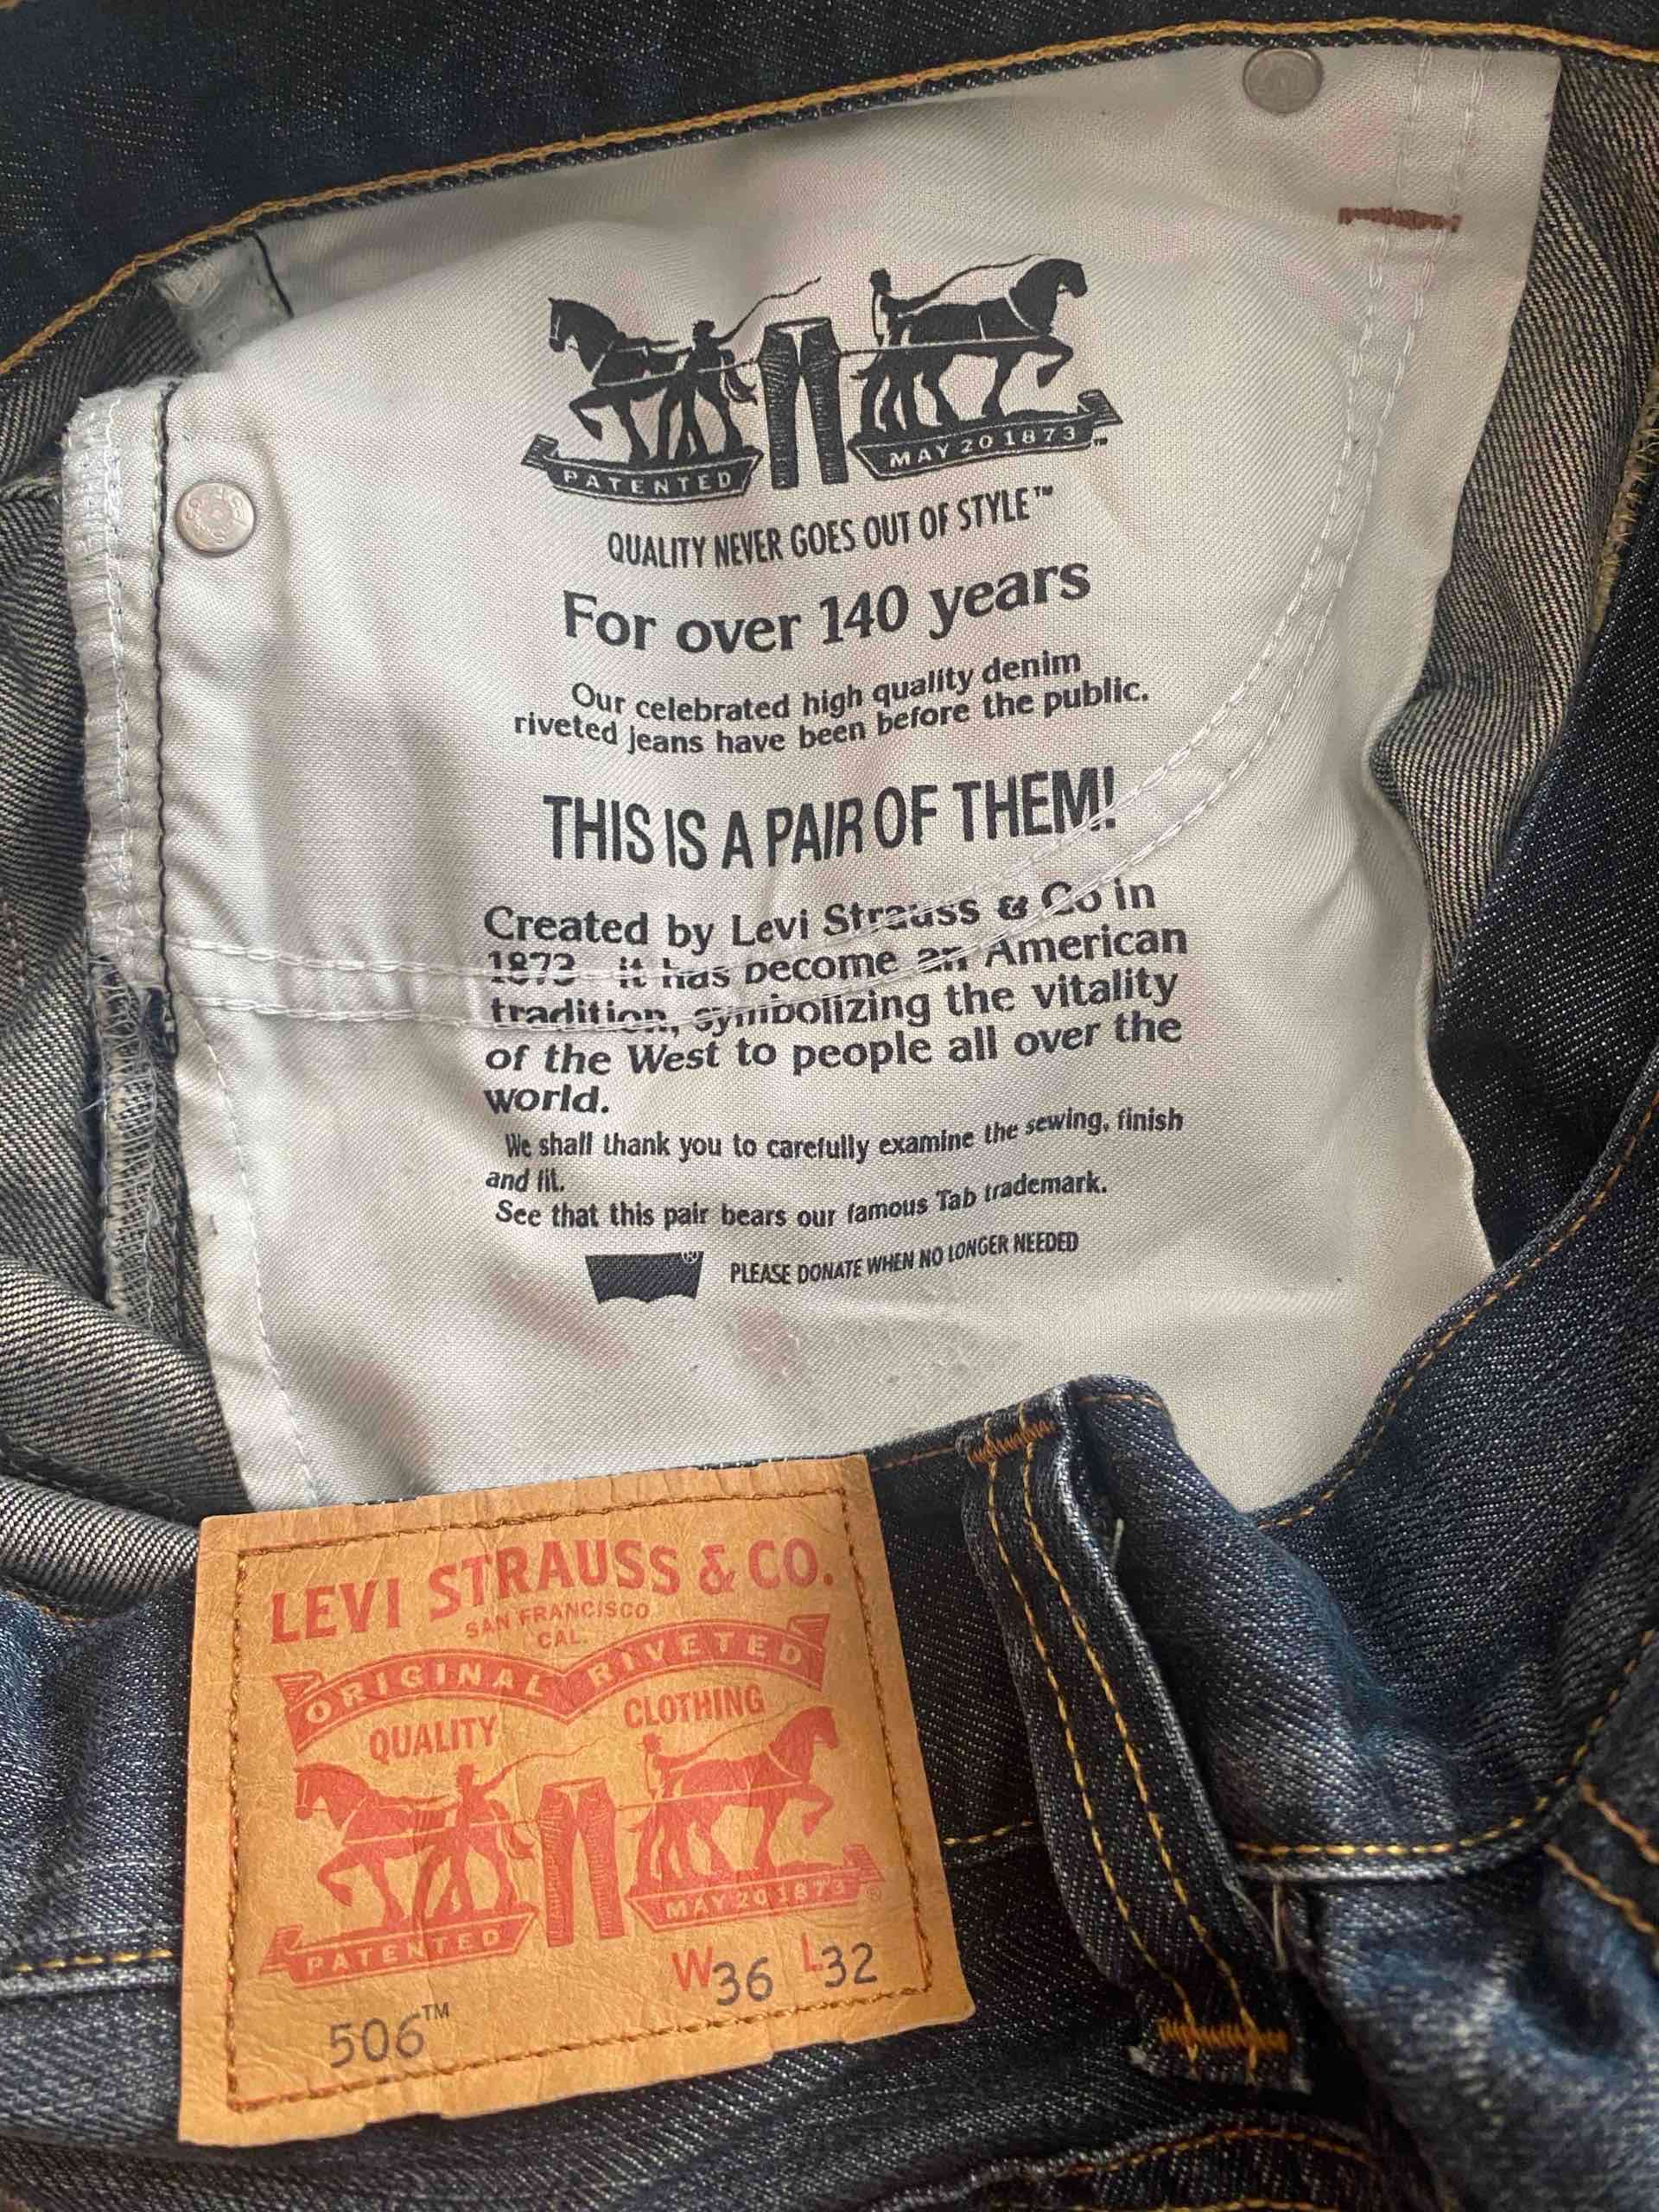 PATENTED
MAY 20 1873™
QUALITY NEVER GOES OUT OF STYLE™
For over 140 years
Our celebrated high quality denim
riveted jeans have been before the public.
THIS IS A PAIR OF THEM!
Created by Levi Strauss & Co in
1873 it has become an American
tradition, symbolizing the vitality
of the West to people all over the
world.
We shall thank you to carefully examine the sewing, finish
and fit.
See that this pair bears our famous Tab trademark.
® PLEASE DONATE WHEN NO LONGER NEEDED
LEVI STRAUSS & CO.
SAN FRANCISCO
CAL.
ORIGINAL RIVETED
QUALITY CLOTHING
PATENTED
MAY 20 1873®
W36 L32
506™